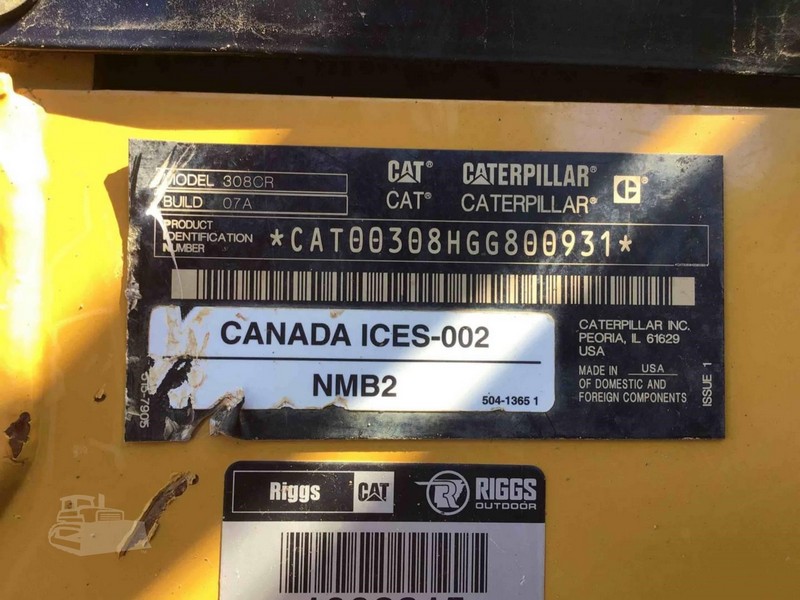 MODEL 308CR
BUILD 07A
CAT® CATERPILLAR®
CAT® CATERPILLAR® C
PRODUCT IDENTIFICATION NUMBER
*CAT00308HGG800931*
CANADA ICES-002
NMB2
504-1365 1
CATERPILLAR INC.
PEORIA, IL 61629
USA
MADE IN USA
OF DOMESTIC AND
FOREIGN COMPONENTS
ISSUE 1
515-7905
Riggs CAT
R RIGGS
OUTDOOR